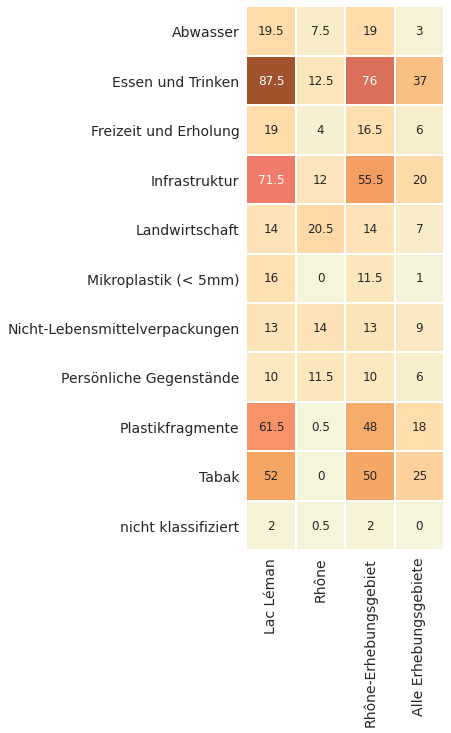 Abwasser 19.5 7.5 19 3
Essen und Trinken 87.5 12.5 76 37
Freizeit und Erholung 19 4 16.5 6
Infrastruktur 71.5 12 55.5 20
Landwirtschaft 14 20.5 14 7
Mikroplastik (< 5mm) 16 0 11.5 1
Nicht-Lebensmittelverpackungen 13 14 13 9
Persönliche Gegenstände 10 11.5 10 6
Plastikfragmente 61.5 0.5 48 18
Tabak 52 0 50 25
nicht klassifiziert 2 0.5 2 0
Lac Léman
Rhône
Rhône-Erhebungsgebiet
Alle Erhebungsgebiete